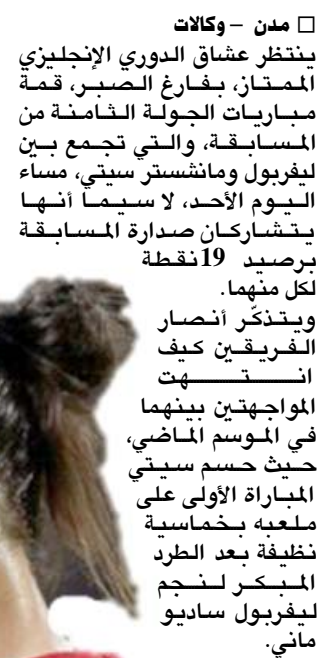 □ مدن – وكالات
ينتظر عشاق الدوري الإنجليزي
الممتاز، بفارغ الصبر، قمة
مباريات الجولة الثامنة من
المسابقة، والتي تجمع بين
ليفربول ومانشستر سيتي، مساء
اليوم الأحد، لا سيما أنها
يتشاركان صدارة المسابقة
برصيد 19نقطة
لكل منهما.
ويتذكّر أنصار
الفريقين كيف
انتهت
المواجهتين بينهما
في الموسم الماضي،
حيث حسم سيتي
المباراة الأولى على
ملعبه بخماسية
نظيفة بعد الطرد
المبكر لنجم
ليفربول ساديو
ماني.